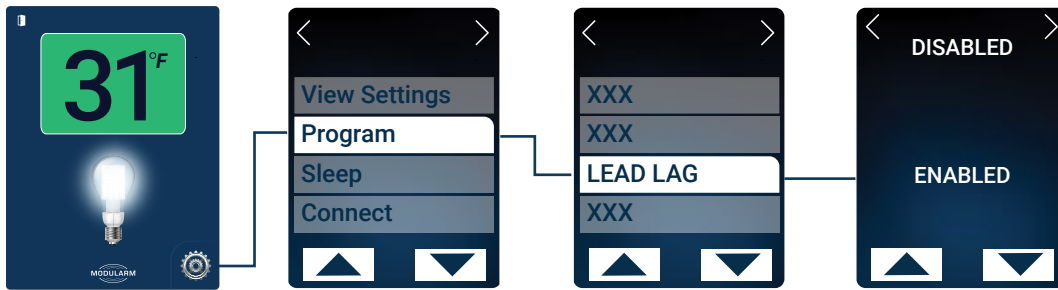 31°F
MODULARM
View Settings
Program
Sleep
Connect
XXX
XXX
LEAD LAG
XXX
DISABLED
ENABLED